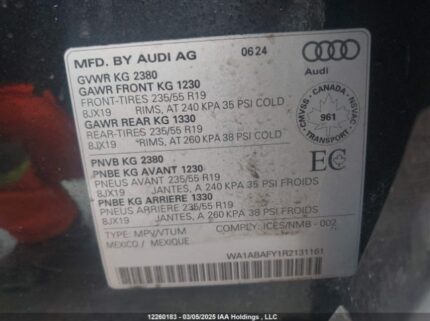 MFD. BY AUDI AG 06 24
Audi
GVWR KG 2380
GAWR FRONT KG 1230
FRONT-TIRES 235/55 R19
8JX19 RIMS, AT 240 KPA 35 PSI COLD
GAWR REAR KG 1330
REAR-TIRES 235/55 R19
8JX19 RIMS, AT 260 KPA 38 PSI COLD
CMVSS - CANADA - NSVAC
961
TRANSPORT
PNVB KG 2380
PNBE KG AVANT 1230
PNEUS AVANT 235/55 R19
8JX19 JANTES, A 240 KPA 35 PSI FROIDS
PNBE KG ARRIERE 1330
PNEUS ARRIERE 235/55 R19
8JX19 JANTES, A 260 KPA 38 PSI FROIDS
EC
TYPE: MPV/VTUM COMPLY: ICES/NMB - 002
MEXICO / MEXIQUE
WA1ABAFY1R2131161
12260183 - 03/05/2025 IAA Holdings , LLC